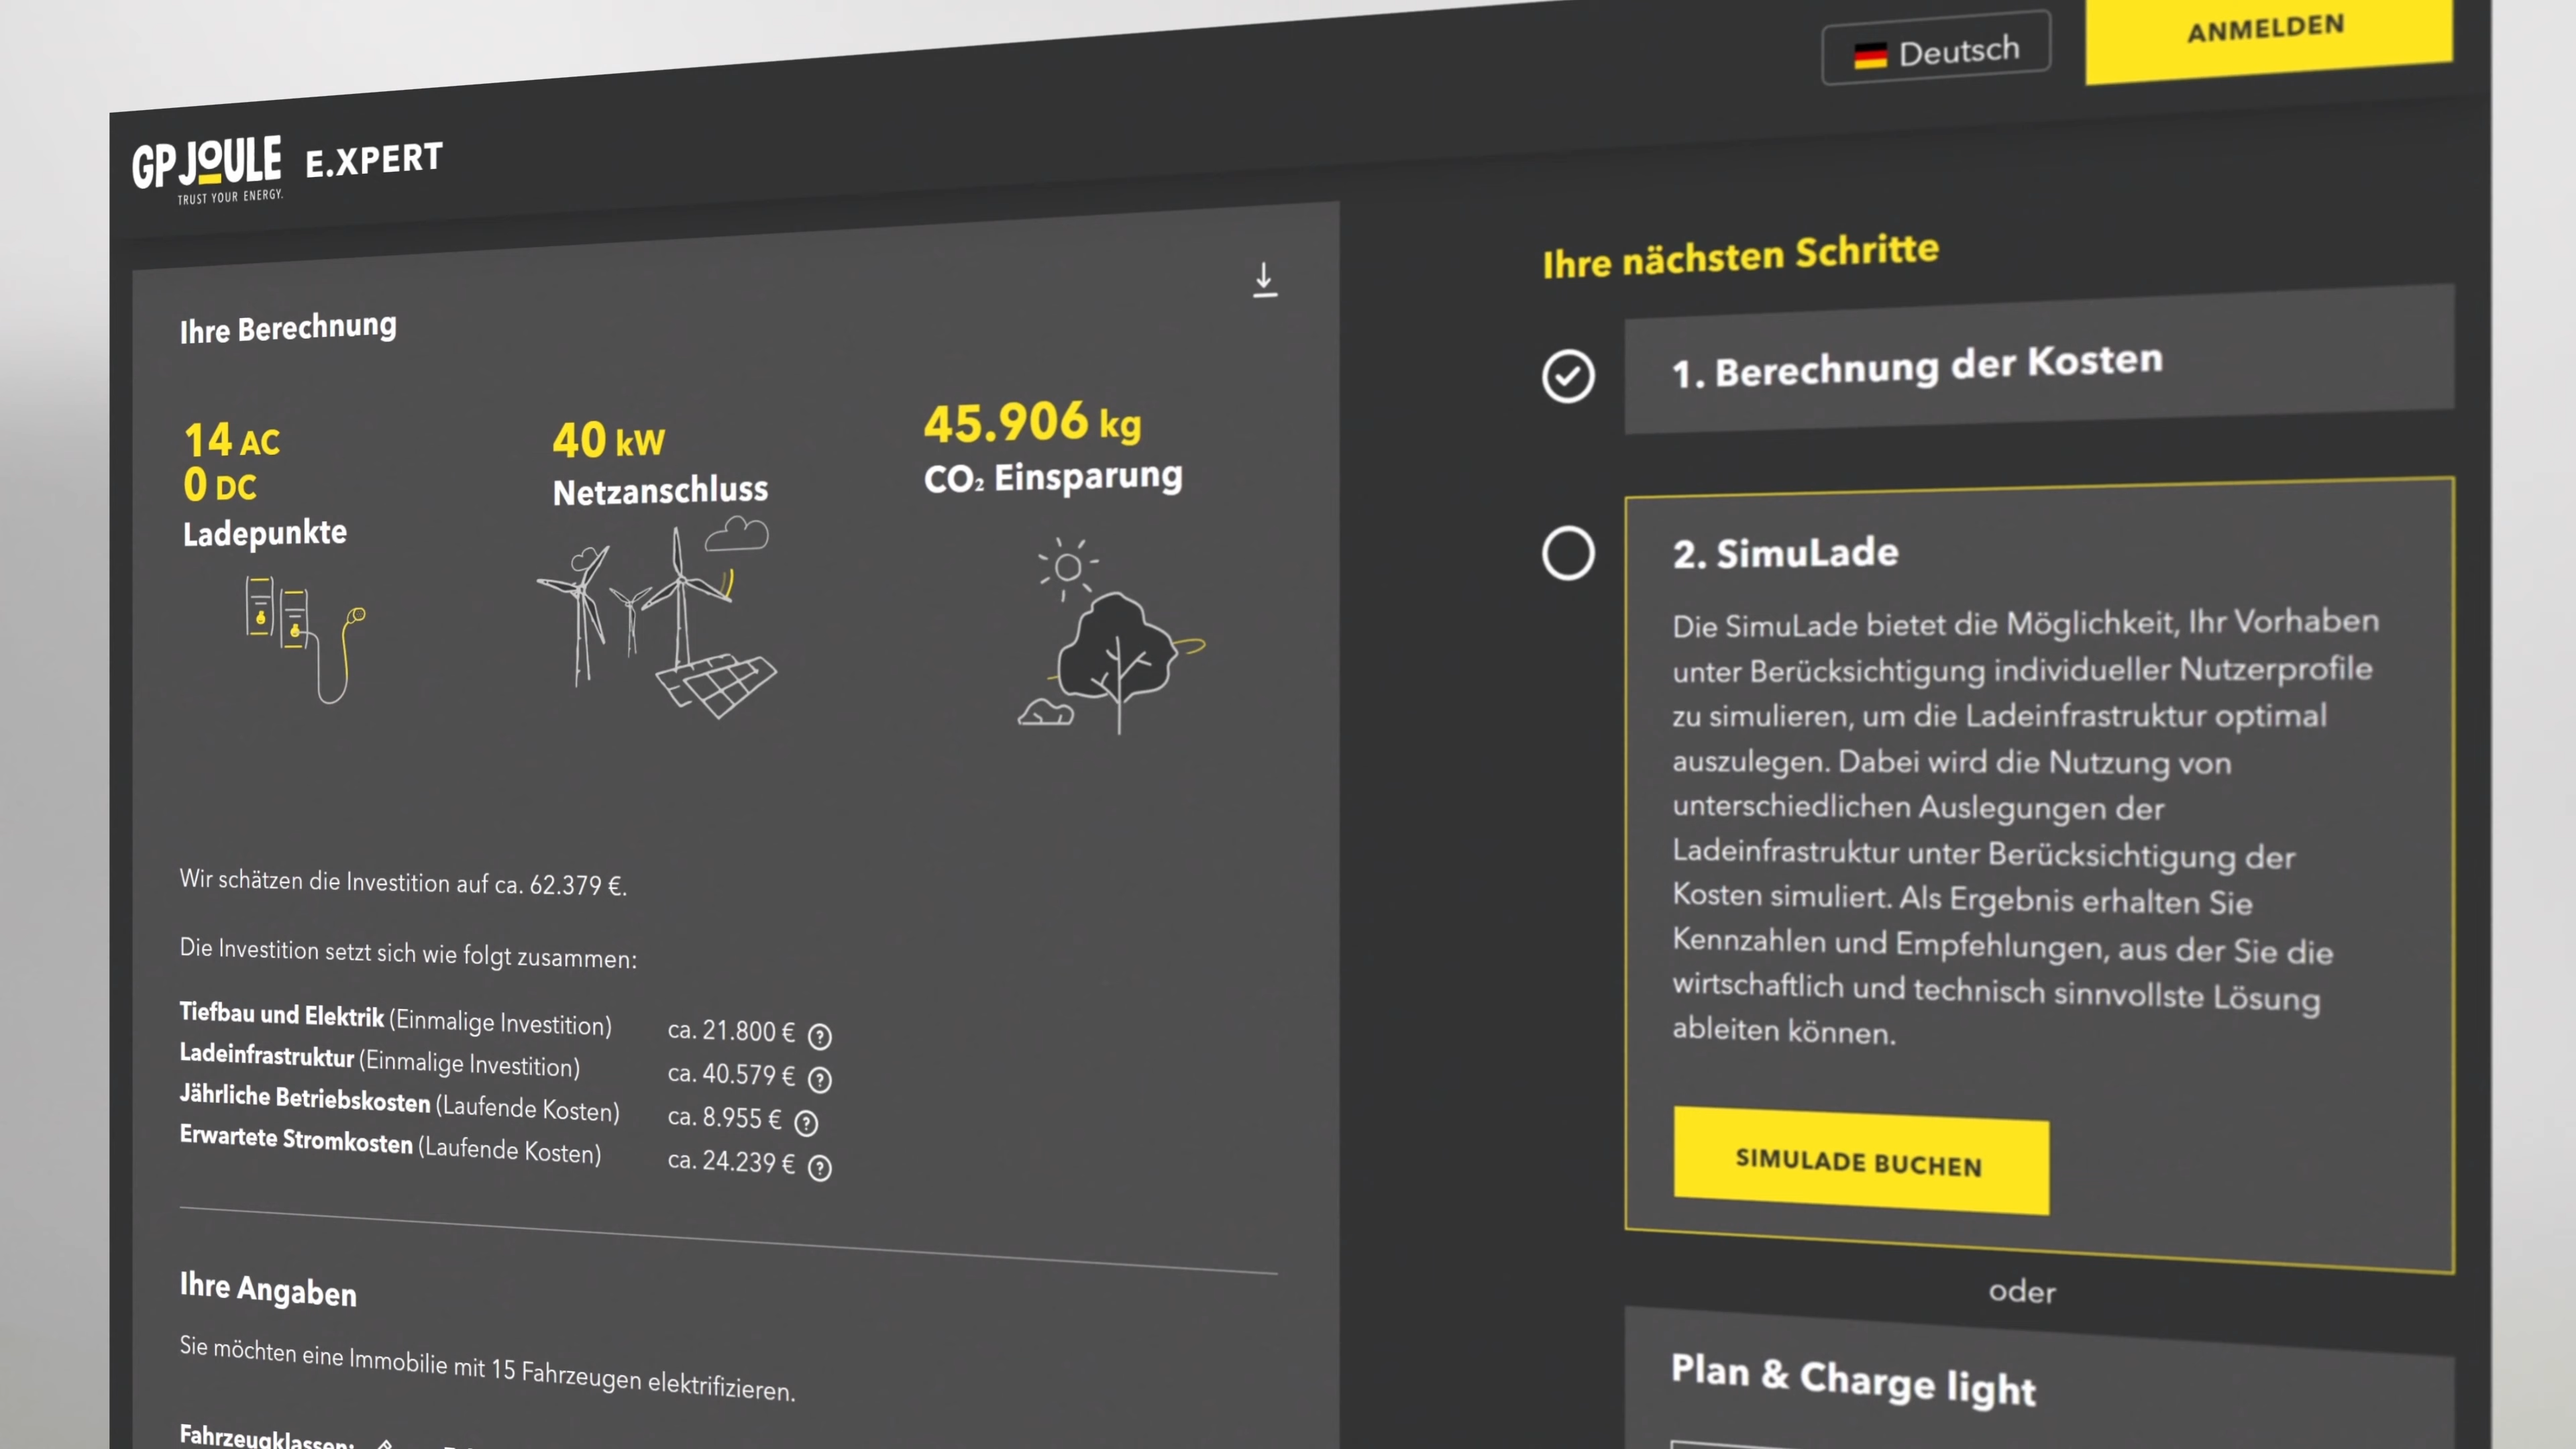 Deutsch
ANMELDEN
GP JOULE
TRUST YOUR ENERGY.
E.XPERT
Ihre Berechnung
14 AC
0 DC
Ladepunkte
40 kW
Netzanschluss
45.906 kg
CO₂ Einsparung
Wir schätzen die Investition auf ca. 62.379 €.
Die Investition setzt sich wie folgt zusammen:
Tiefbau und Elektrik (Einmalige Investition) ca. 21.800 € ?
Ladeinfrastruktur (Einmalige Investition) ca. 40.579 € ?
Jährliche Betriebskosten (Laufende Kosten) ca. 8.955 € ?
Erwartete Stromkosten (Laufende Kosten) ca. 24.239 € ?
Ihre Angaben
Sie möchten eine Immobilie mit 15 Fahrzeugen elektrifizieren.
Fahrzeugklassen:
Ihre nächsten Schritte
1. Berechnung der Kosten
2. SimuLade
Die SimuLade bietet die Möglichkeit, Ihr Vorhaben
unter Berücksichtigung individueller Nutzerprofile
zu simulieren, um die Ladeinfrastruktur optimal
auszulegen. Dabei wird die Nutzung von
unterschiedlichen Auslegungen der
Ladeinfrastruktur unter Berücksichtigung der
Kosten simuliert. Als Ergebnis erhalten Sie
Kennzahlen und Empfehlungen, aus der Sie die
wirtschaftlich und technisch sinnvollste Lösung
ableiten können.
SIMULADE BUCHEN
oder
Plan & Charge light